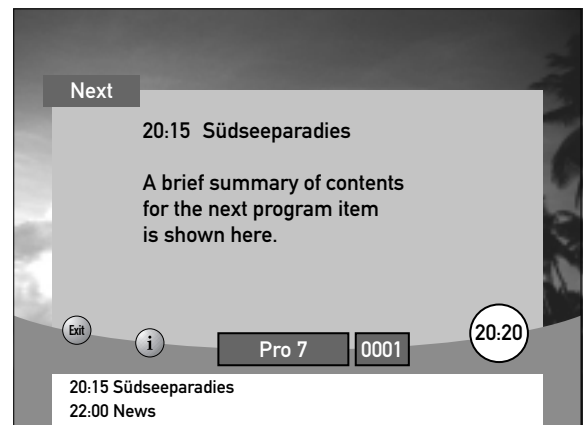 Next
20:15 Südseeparadies
A brief summary of contents
for the next program item
is shown here.
Exit
i
Pro 7
0001
20:20
20:15 Südseeparadies
22:00 News